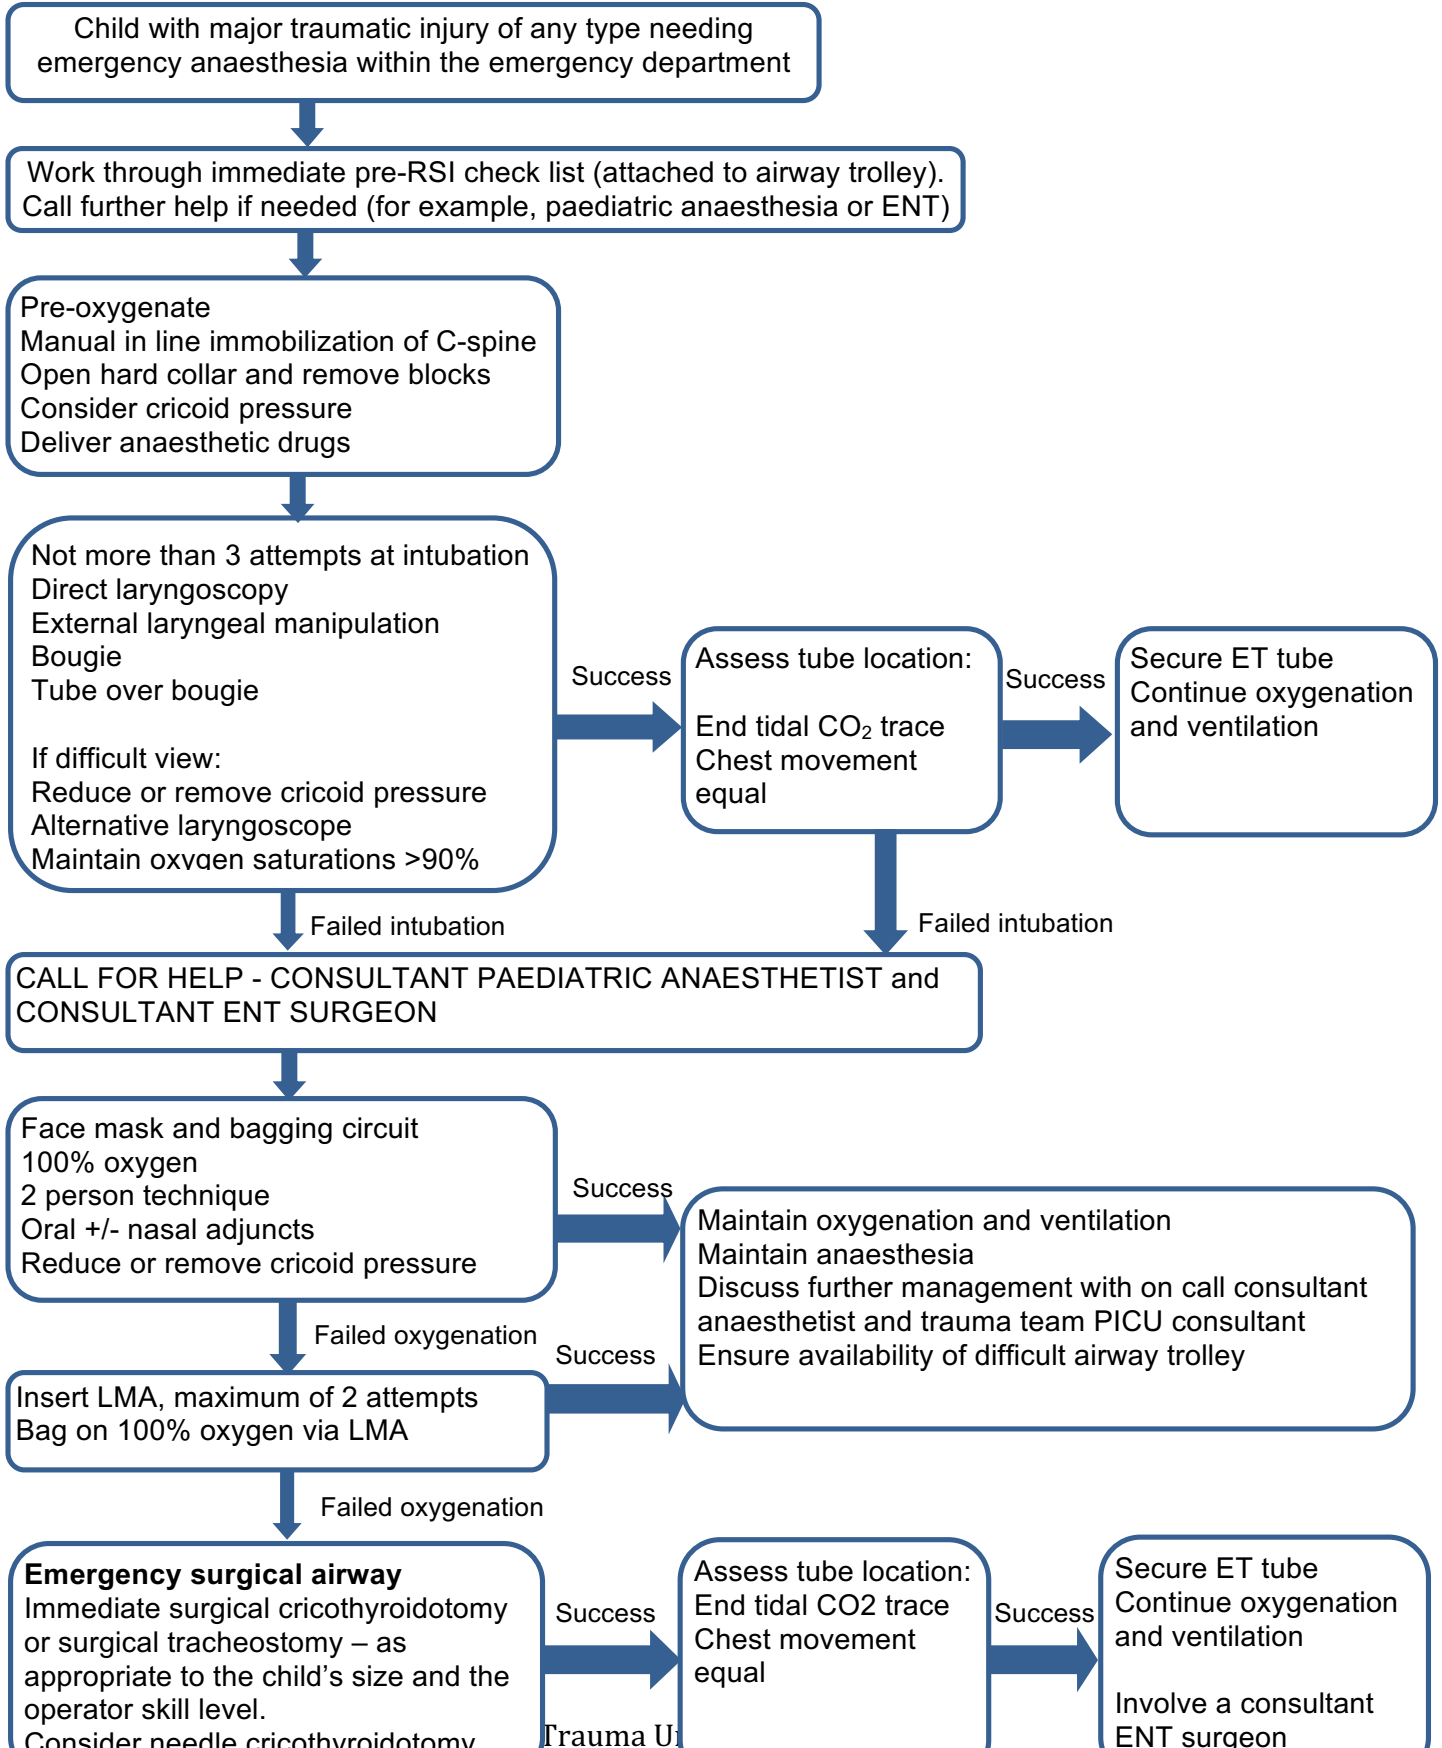 Child with major traumatic injury of any type needing
emergency anaesthesia within the emergency department
Work through immediate pre-RSI check list (attached to airway trolley).
Call further help if needed (for example, paediatric anaesthesia or ENT)
Pre-oxygenate
Manual in line immobilization of C-spine
Open hard collar and remove blocks
Consider cricoid pressure
Deliver anaesthetic drugs
Not more than 3 attempts at intubation
Direct laryngoscopy
External laryngeal manipulation
Bougie
Tube over bougie
If difficult view:
Reduce or remove cricoid pressure
Alternative laryngoscope
Maintain oxygen saturations >90%
Success
Assess tube location:
End tidal CO₂ trace
Chest movement
equal
Success
Secure ET tube
Continue oxygenation
and ventilation
Failed intubation
Failed intubation
CALL FOR HELP - CONSULTANT PAEDIATRIC ANAESTHETIST and
CONSULTANT ENT SURGEON
Face mask and bagging circuit
100% oxygen
2 person technique
Oral +/- nasal adjuncts
Reduce or remove cricoid pressure
Success
Maintain oxygenation and ventilation
Maintain anaesthesia
Discuss further management with on call consultant
anaesthetist and trauma team PICU consultant
Ensure availability of difficult airway trolley
Failed oxygenation
Success
Insert LMA, maximum of 2 attempts
Bag on 100% oxygen via LMA
Failed oxygenation
Emergency surgical airway
Immediate surgical cricothyroidotomy
or surgical tracheostomy – as
appropriate to the child's size and the
operator skill level.
Consider needle cricothyroidotomy
Success
Assess tube location:
End tidal CO2 trace
Chest movement
equal
Success
Secure ET tube
Continue oxygenation
and ventilation
Involve a consultant
ENT surgeon
Trauma